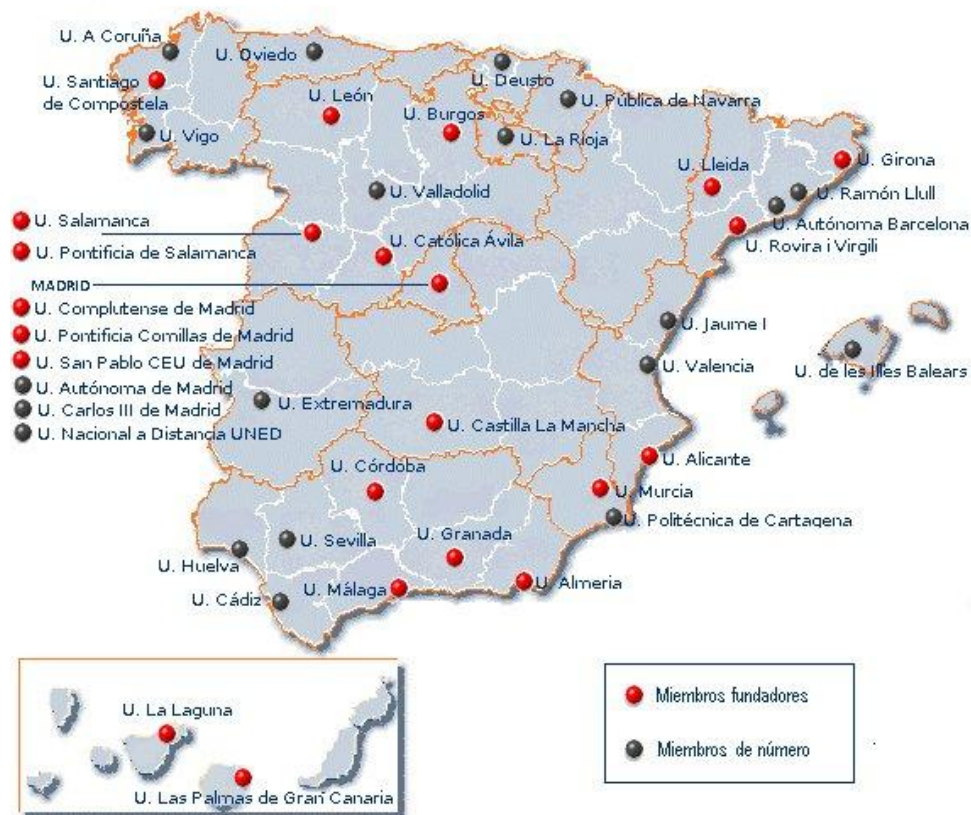 U. A Coruña
U. Oviedo
U. Deusto
U. Santiago
de Compostela
U. León
U. Burgos
U. Pública de Navarra
U. Vigo
U. La Rioja
U. Girona
U. Lleida
U. Valladolid
U. Ramón Llull
U. Salamanca
U. Autónoma Barcelona
U. Pontificia de Salamanca
U. Católica Ávila
U. Rovira i Virgili
MADRID
U. Complutense de Madrid
U. Pontificia Comillas de Madrid
U. San Pablo CEU de Madrid
U. Autónoma de Madrid
U. Carlos III de Madrid
U. Nacional a Distancia UNED
U. Jaume I
U. Valencia
U. de les Illes Balears
U. Extremadura
U. Castilla La Mancha
U. Alicante
U. Córdoba
U. Murcia
U. Politécnica de Cartagena
U. Sevilla
U. Granada
U. Huelva
U. Málaga
U. Almeria
U. Cádiz
U. La Laguna
U. Las Palmas de Gran Canaria
Miembros fundadores
Miembros de número